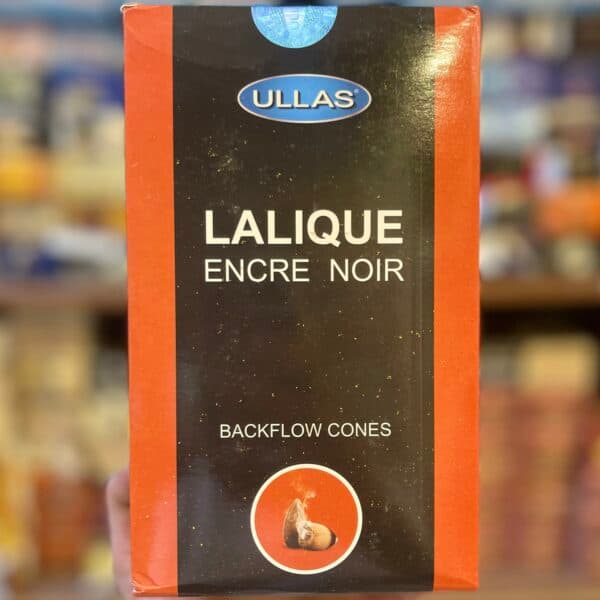 ULLAS®
LALIQUE
ENCRE NOIR
BACKFLOW CONES